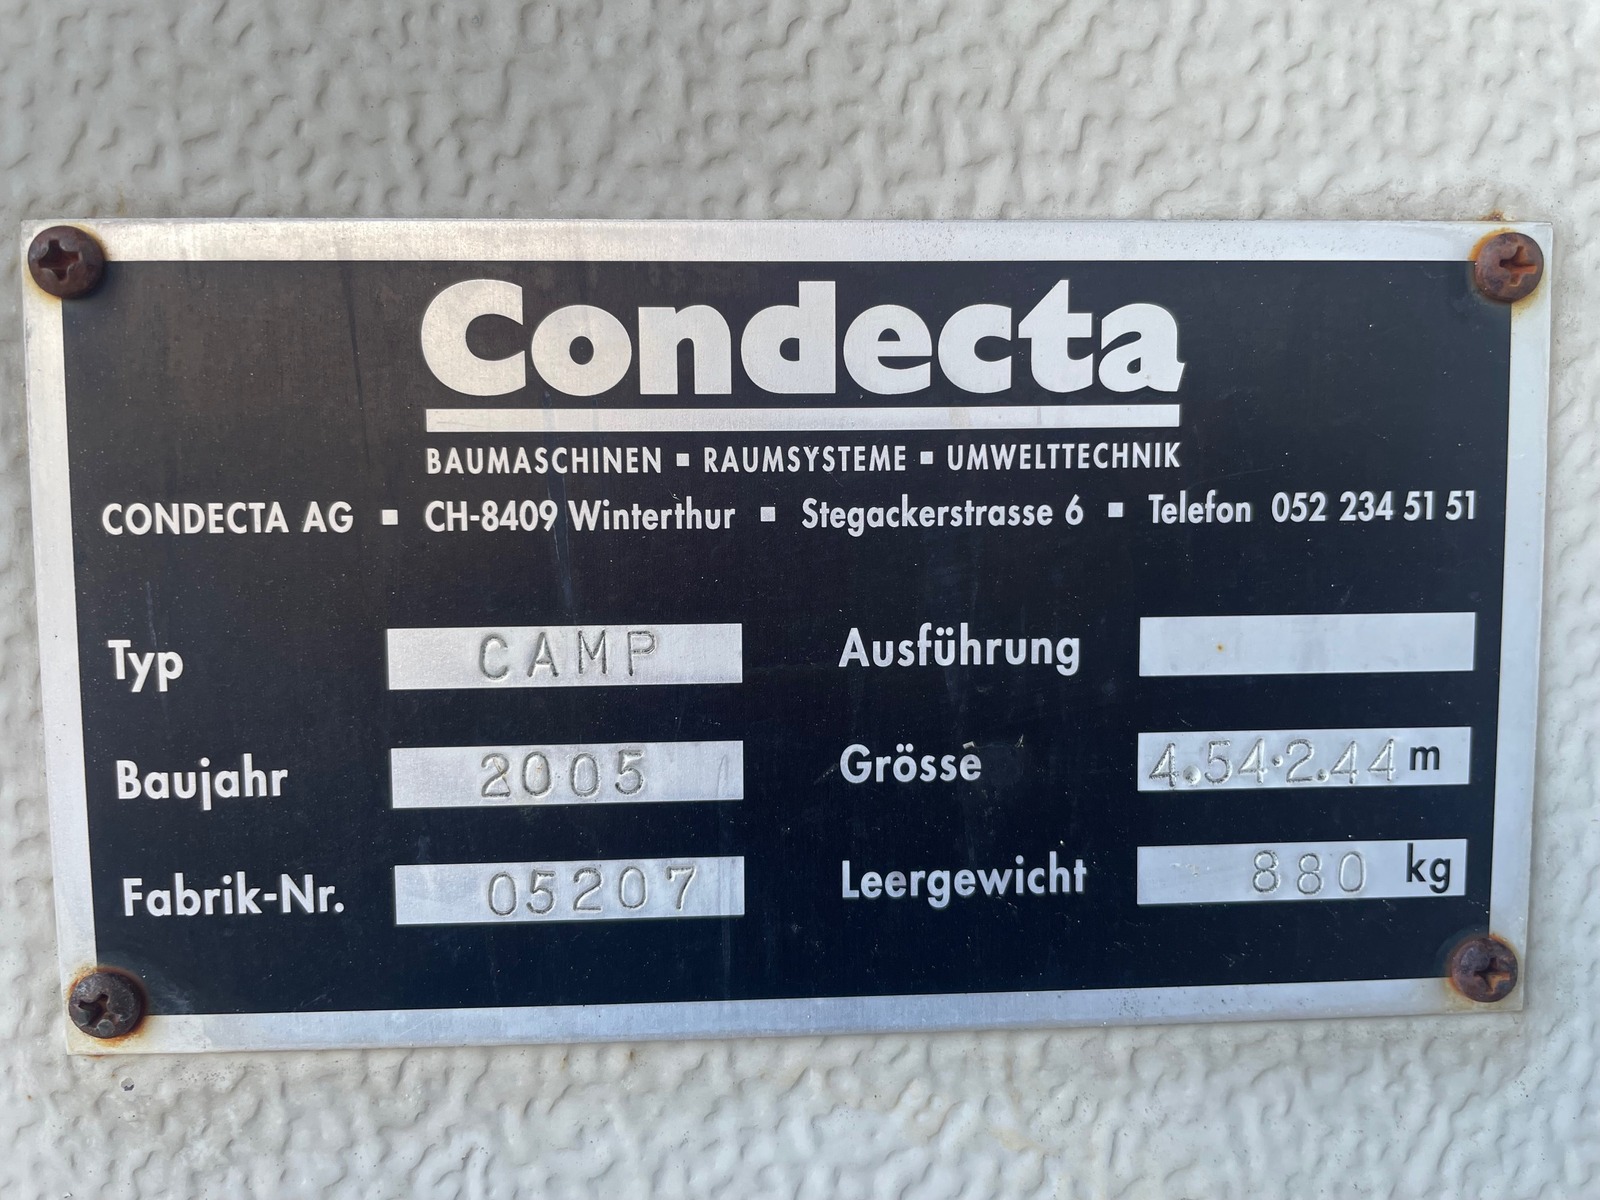 Condecta
BAUMASCHINEN ▪ RAUMSYSTEME ▪ UMWELTTECHNIK
CONDECTA AG ▪ CH-8409 Winterthur ▪ Stegackerstrasse 6 ▪ Telefon 052 234 51 51
Typ CAMP Ausführung
Baujahr 2005 Grösse 4.54·2.44 m
Fabrik-Nr. 05207 Leergewicht 880 kg